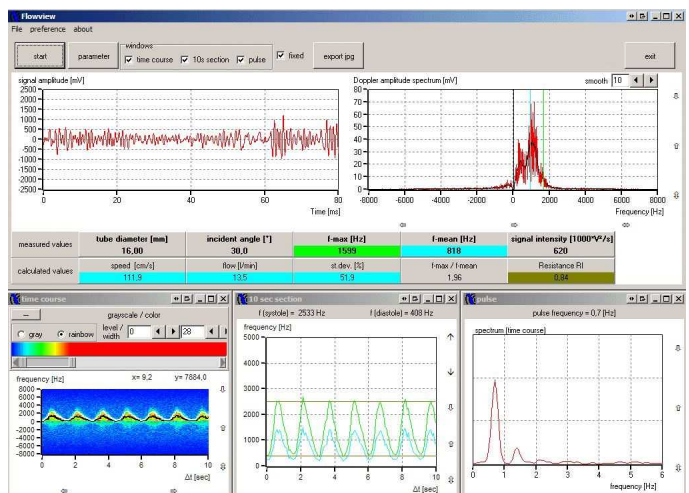 Flowview
File preference about
start
parameter
windows
time course
10s section
pulse
fixed
export jpg
exit
signal amplitude [mV]
2500
2000
1500
1000
500
0
-500
-1000
-1500
-2000
-2500
0 20 40 60 80
Time [ms]
Doppler amplitude spectrum [mV]
smooth 10
80
70
60
50
40
30
20
10
0
-8000 -6000 -4000 -2000 0 2000 4000 6000 8000
Frequency [Hz]
measured values
tube diameter [mm] incident angle [°] f-max [Hz] f-mean [Hz] signal intensity [1000*V²/s]
16,00 30,0 1599 818 620
calculated values
speed [cm/s] flow [l/min] st.dev. [%] f-max / f-mean Resistance RI
111,9 13,5 51,9 1,96 0,84
time course
grayscale / color
gray rainbow
level / width 0 28
frequency [Hz] x= 9,2 y= 7884,0
8000
6000
4000
2000
0
-2000
-4000
-6000
-8000
0 2 4 6 8 10
Δt [sec]
10 sec section
f (systole) = 2533 Hz f (diastole) = 408 Hz
frequency [Hz]
5000
4000
3000
2000
1000
0
0 2 4 6 8 10
Δt [sec]
pulse
pulse frequency = 0,7 [Hz]
spectrum [time course]
0 1 2 3 4 5 6
frequency [Hz]